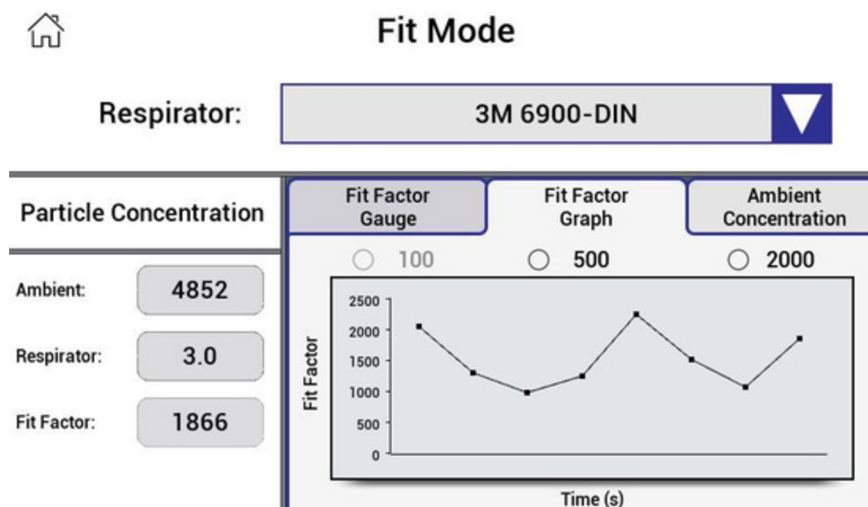 Fit Mode
Respirator:
3M 6900-DIN
Particle Concentration
Ambient:
4852
Respirator:
3.0
Fit Factor:
1866
Fit Factor
Gauge
Fit Factor
Graph
Ambient
Concentration
100
500
2000
Fit Factor
2500
2000
1500
1000
500
0
Time (s)